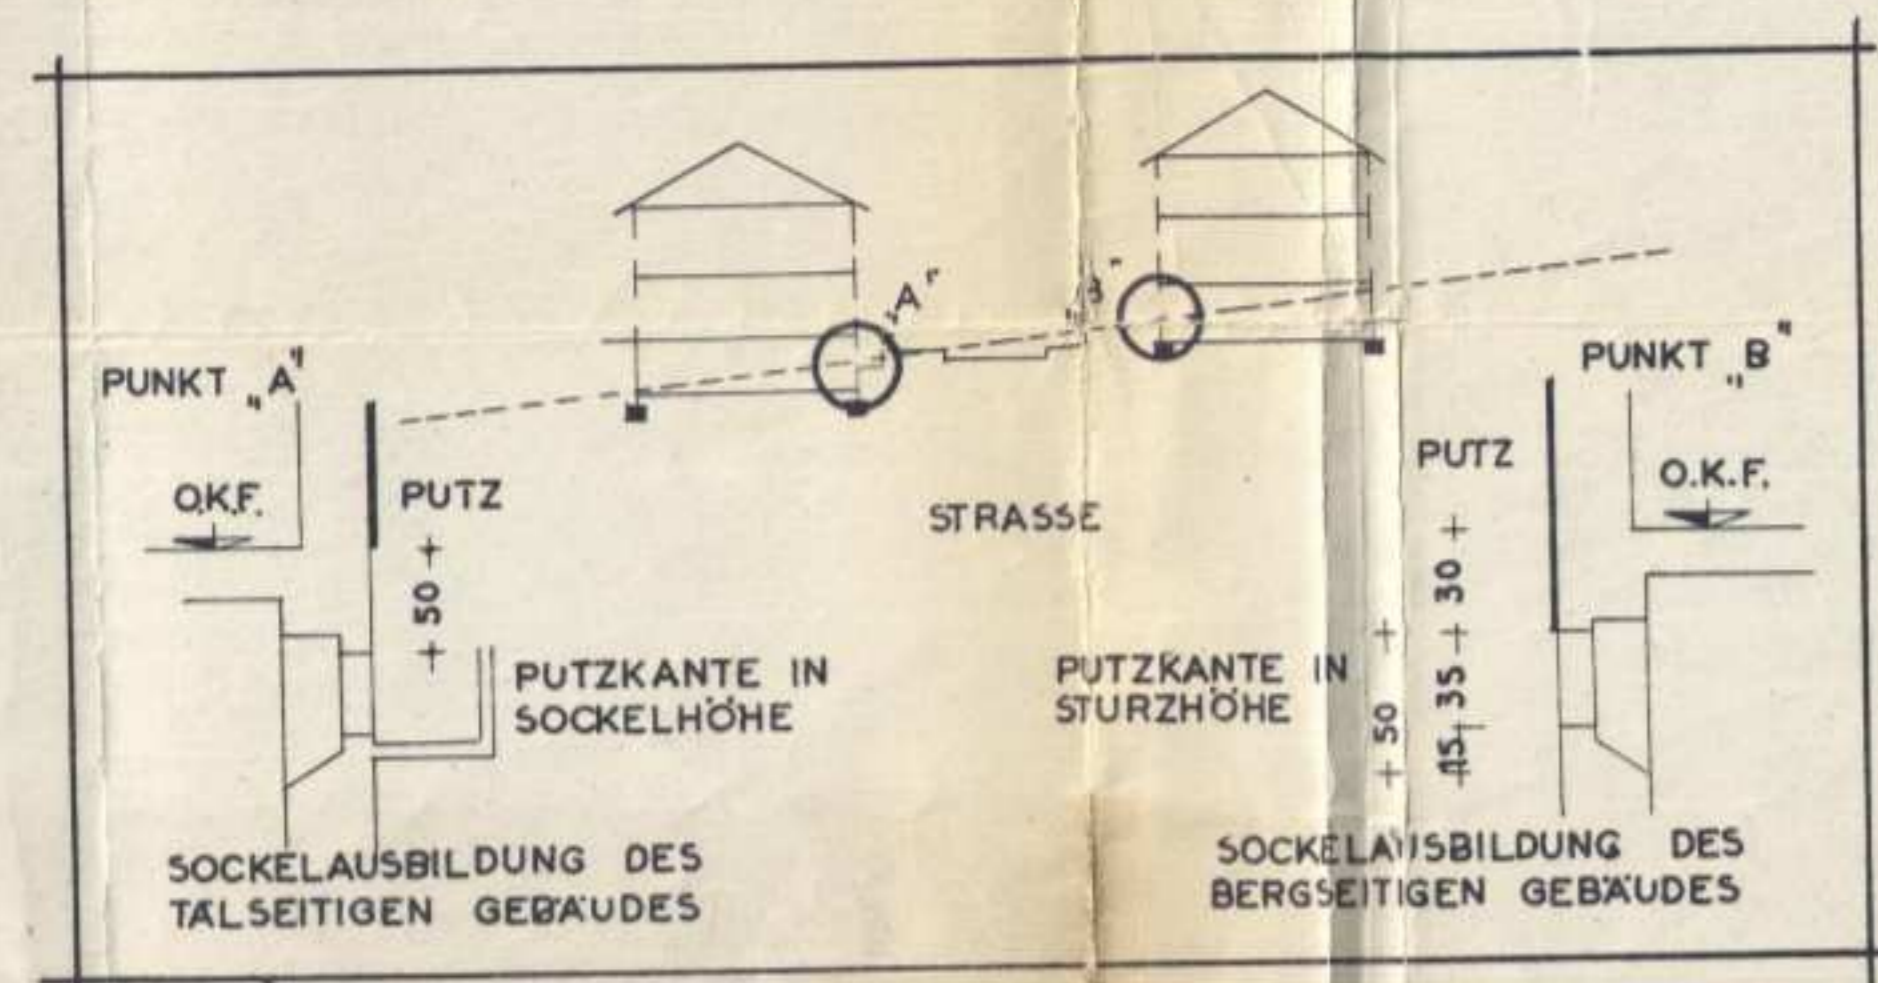 „A"
„B"
PUNKT „A"
O.K.F.
PUTZ
+ 50 +
PUTZKANTE IN
SOCKELHÖHE
SOCKELAUSBILDUNG DES
TALSEITIGEN GEBÄUDES
STRASSE
PUNKT „B"
PUTZ
O.K.F.
PUTZKANTE IN
STURZHÖHE
+ 50 +
+ 15 + 35 + 30 +
SOCKELAUSBILDUNG DES
BERGSEITIGEN GEBÄUDES